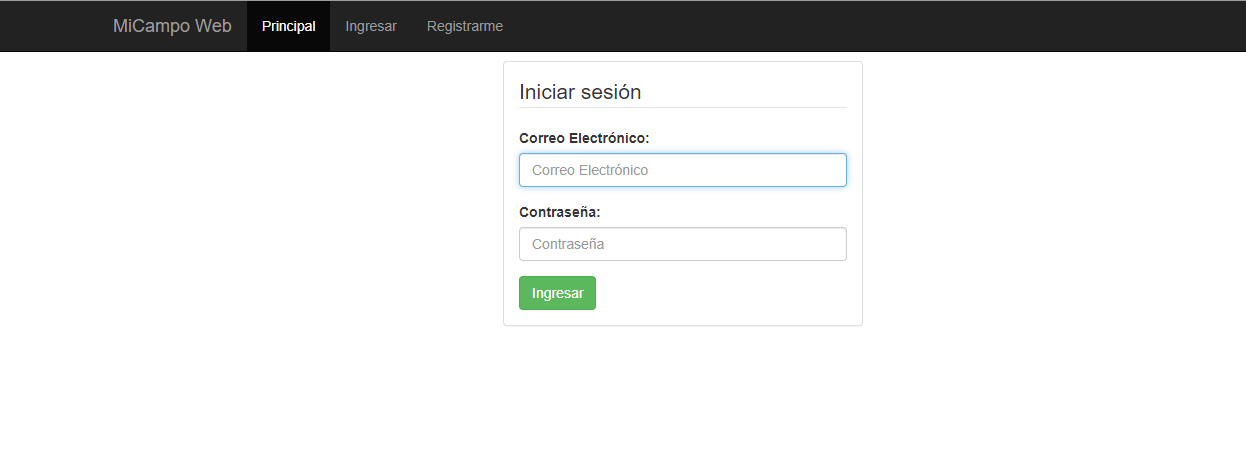 MiCampo Web Principal Ingresar Registrarme
Iniciar sesión
Correo Electrónico:
Correo Electrónico
Contraseña:
Contraseña
Ingresar